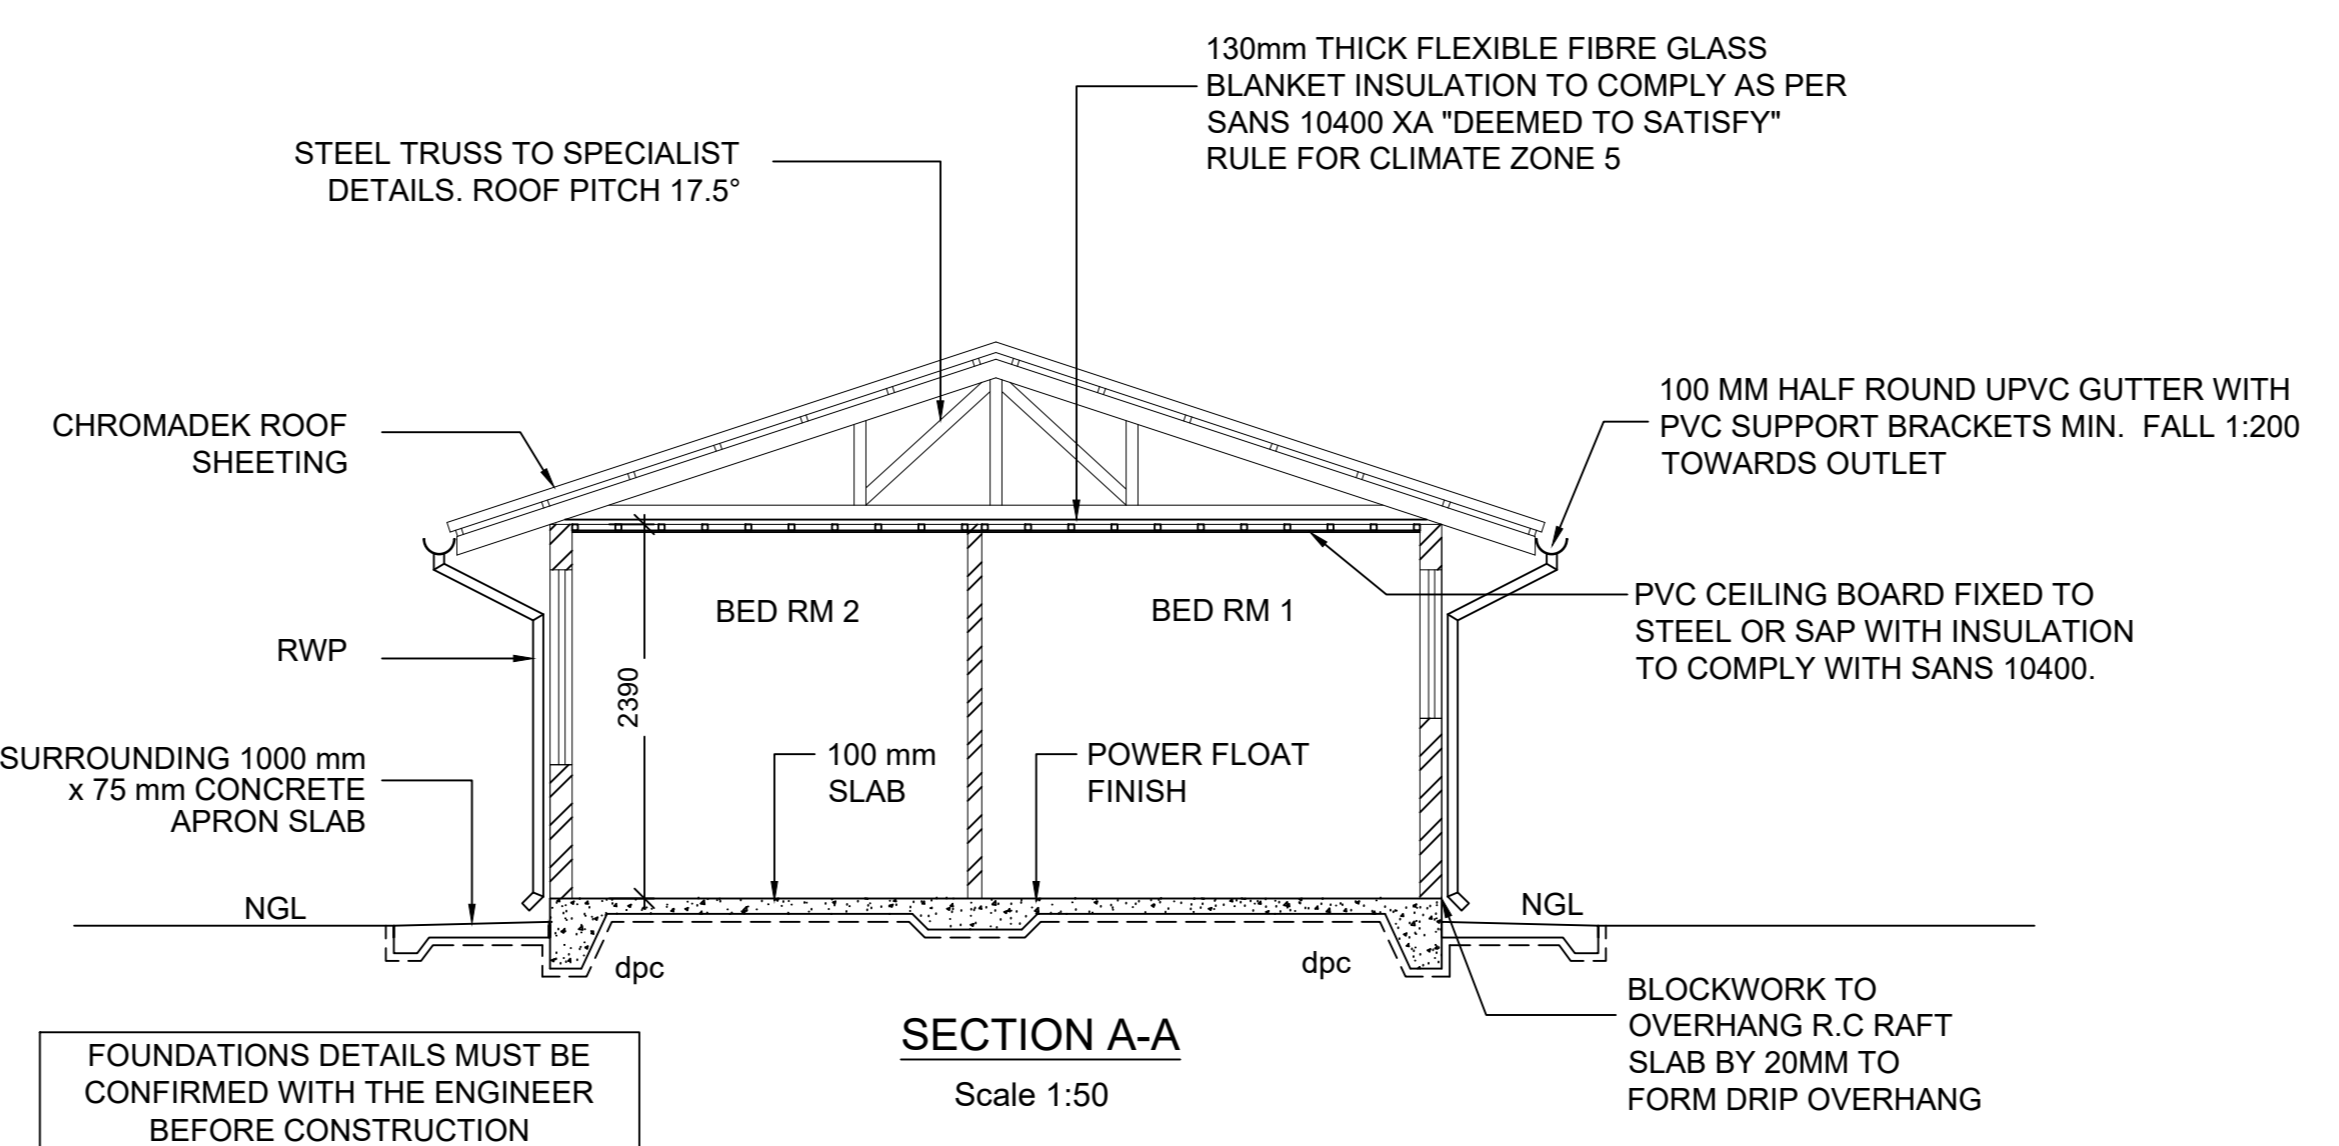 130mm THICK FLEXIBLE FIBRE GLASS
BLANKET INSULATION TO COMPLY AS PER
SANS 10400 XA "DEEMED TO SATISFY"
RULE FOR CLIMATE ZONE 5
STEEL TRUSS TO SPECIALIST
DETAILS. ROOF PITCH 17.5°
CHROMADEK ROOF
SHEETING
100 MM HALF ROUND UPVC GUTTER WITH
PVC SUPPORT BRACKETS MIN. FALL 1:200
TOWARDS OUTLET
BED RM 2
BED RM 1
PVC CEILING BOARD FIXED TO
STEEL OR SAP WITH INSULATION
TO COMPLY WITH SANS 10400.
RWP
2390
SURROUNDING 1000 mm
x 75 mm CONCRETE
APRON SLAB
100 mm
SLAB
POWER FLOAT
FINISH
NGL
NGL
dpc
dpc
BLOCKWORK TO
OVERHANG R.C RAFT
SLAB BY 20MM TO
FORM DRIP OVERHANG
SECTION A-A
Scale 1:50
FOUNDATIONS DETAILS MUST BE
CONFIRMED WITH THE ENGINEER
BEFORE CONSTRUCTION